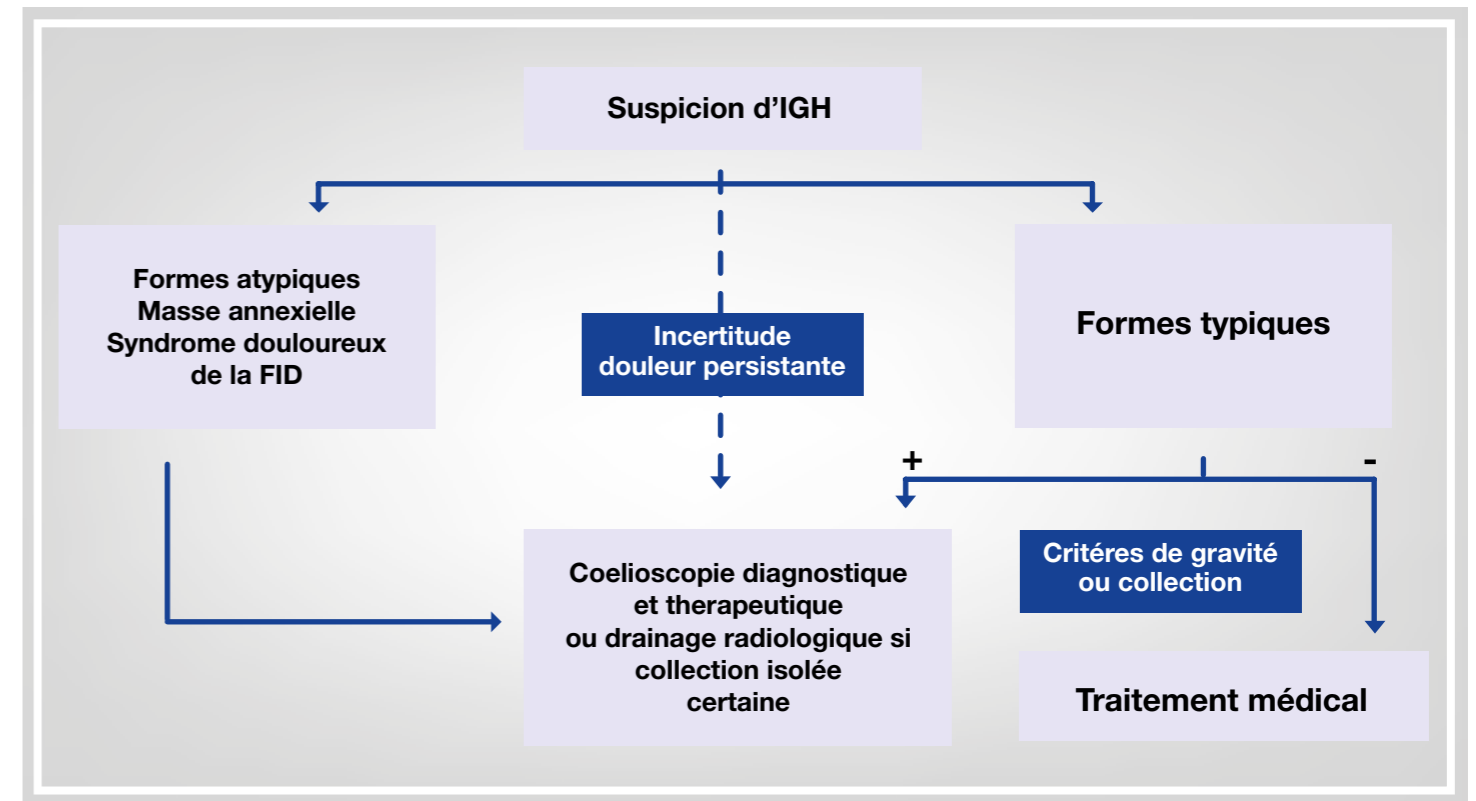 Suspicion d’IGH
Formes atypiques
Masse annexielle
Syndrome douloureux
de la FID
Incertitude
douleur persistante
Formes typiques
+
-
Critéres de gravité
ou collection
Coelioscopie diagnostique
et therapeutique
ou drainage radiologique si
collection isolée
certaine
Traitement médical